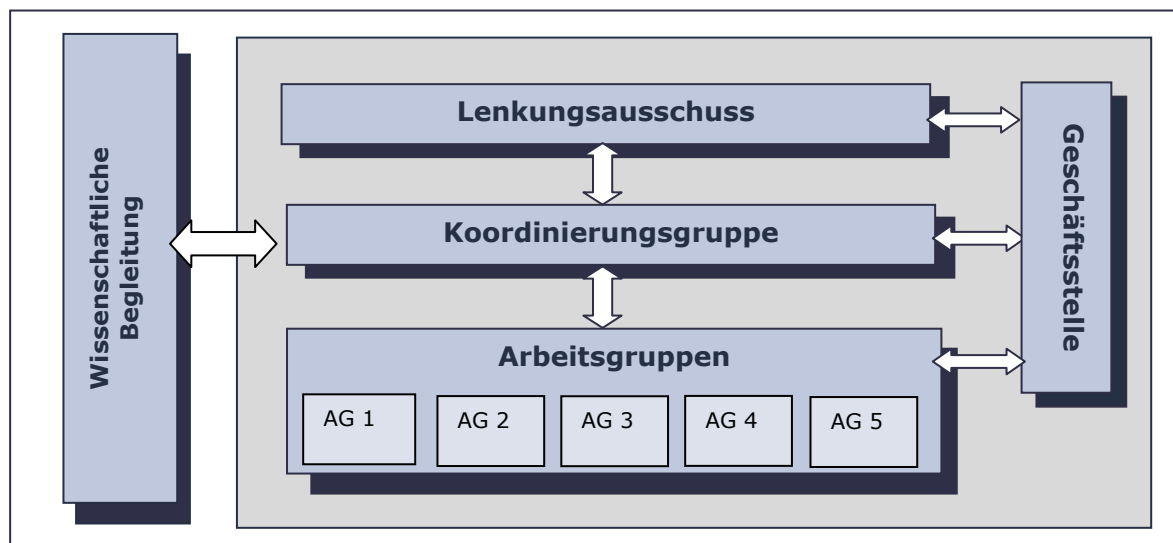 Wissenschaftliche
Begleitung
Lenkungsausschuss
Koordinierungsgruppe
Arbeitsgruppen
AG 1
AG 2
AG 3
AG 4
AG 5
Geschäftsstelle